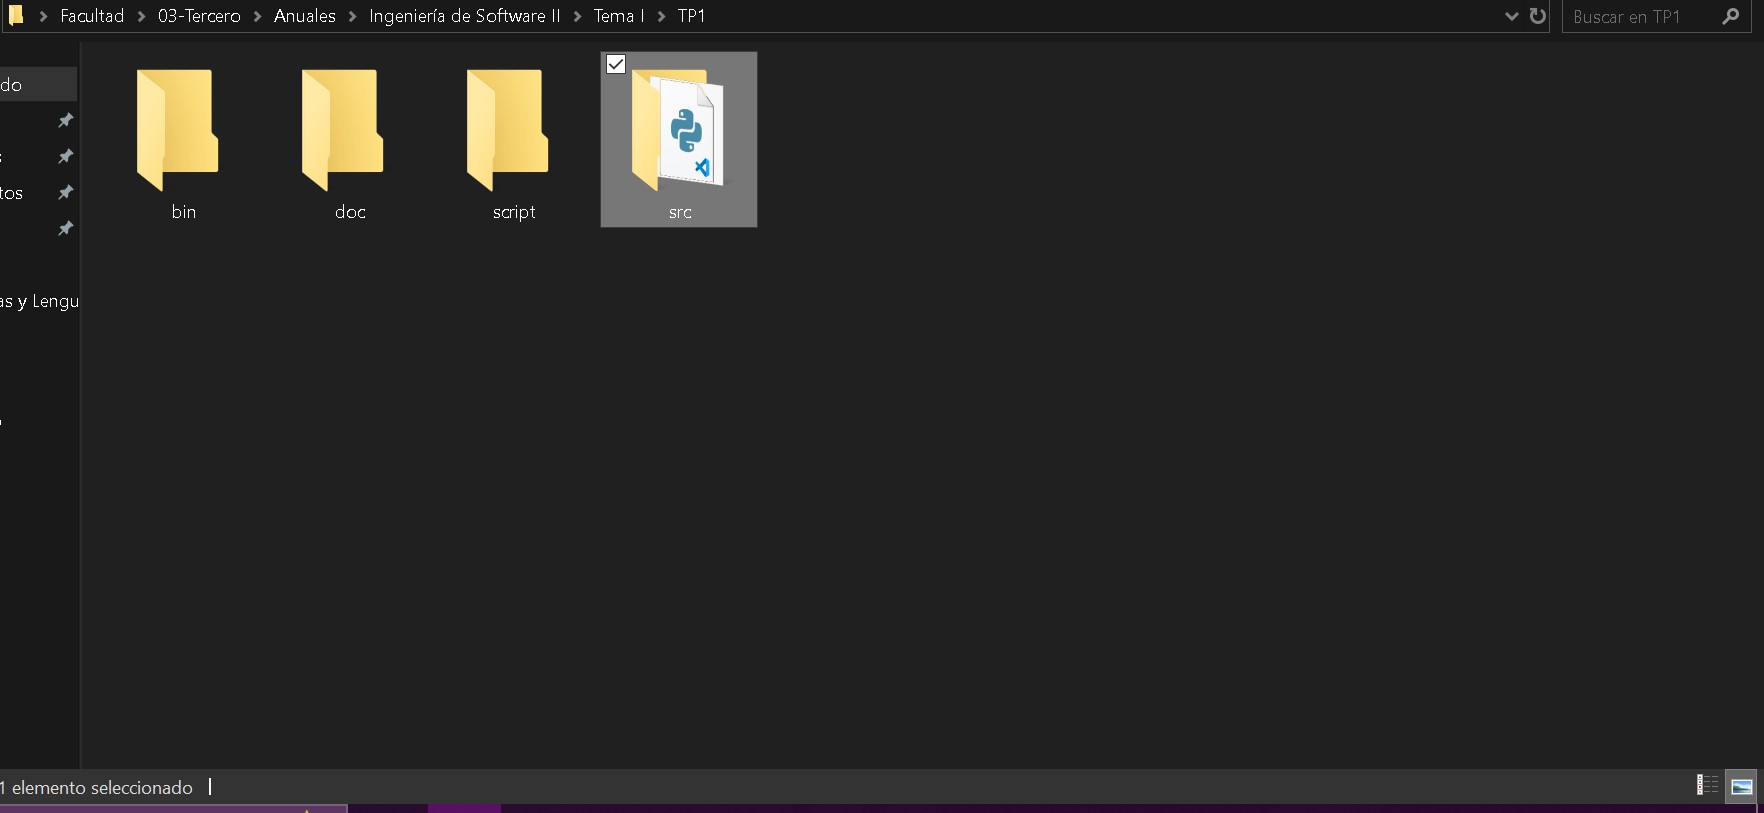 Facultad > 03-Tercero > Anuales > Ingeniería de Software II > Tema I > TP1
Buscar en TP1
do
tos
as y Lengu
bin
doc
script
src
1 elemento seleccionado